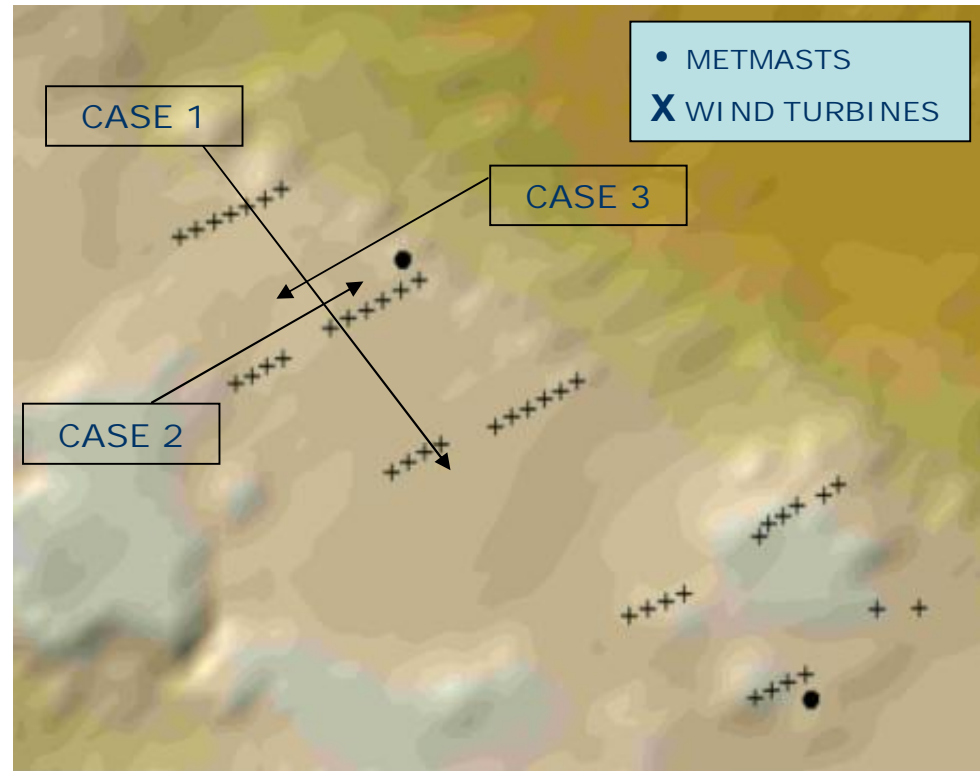 • METMASTS
X WIND TURBINES
CASE 1
CASE 3
CASE 2